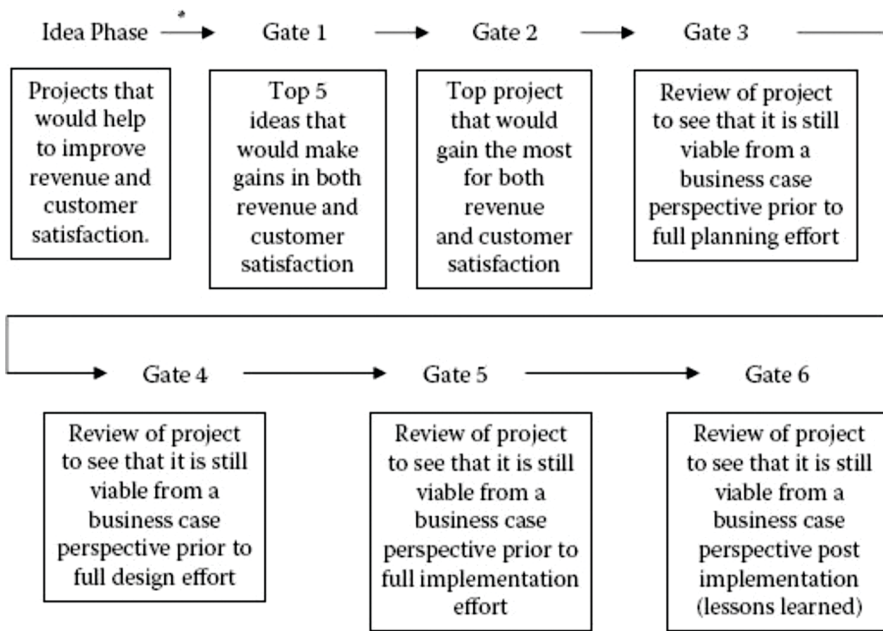 Idea Phase * Gate 1 Gate 2 Gate 3
Projects that
would help
to improve
revenue and
customer
satisfaction.
Top 5
ideas that
would make
gains in both
revenue and
customer
satisfaction
Top project
that would
gain the most
for both
revenue
and customer
satisfaction
Review of project
to see that it is still
viable from a
business case
perspective prior to
full planning effort
Gate 4 Gate 5 Gate 6
Review of project
to see that it is still
viable from a
business case
perspective prior to
full design effort
Review of project
to see that it is still
viable from a
business case
perspective prior to
full implementation
effort
Review of project
to see that it is still
viable from a
business case
perspective post
implementation
(lessons learned)